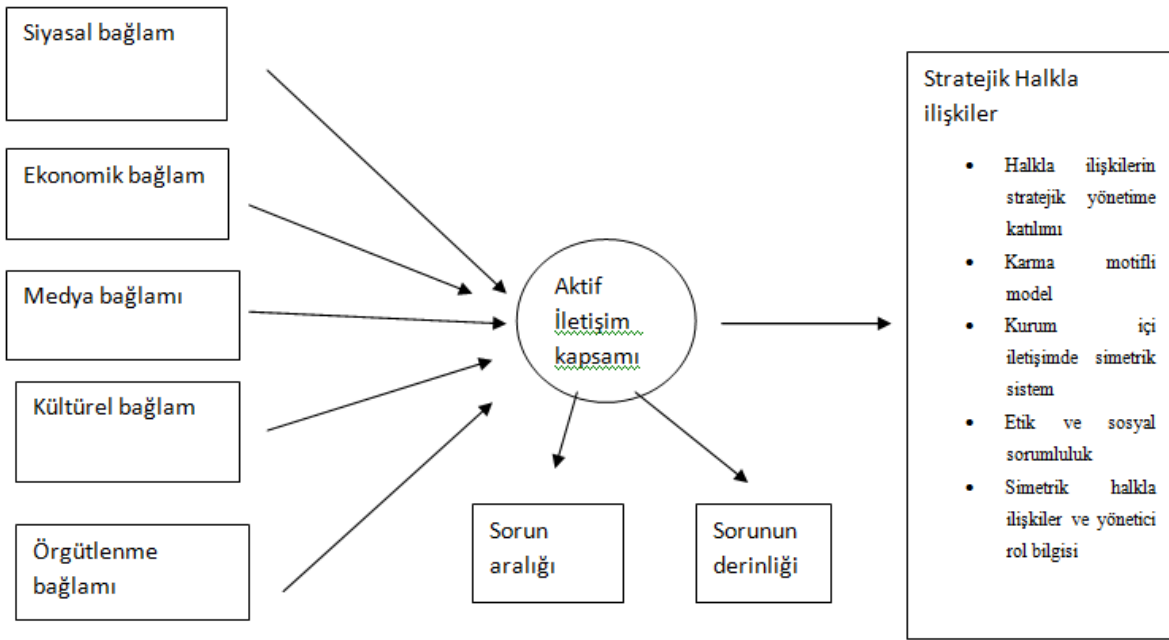 Siyasal bağlam
Ekonomik bağlam
Medya bağlamı
Kültürel bağlam
Örgütlenme
bağlamı
Aktif
İletişim
kapsamı
Sorun
aralığı
Sorunun
derinliği
Stratejik Halkla
ilişkiler
• Halkla ilişkilerin
stratejik yönetime
katılımı
• Karma motifli
model
• Kurum içi
iletişimde simetrik
sistem
• Etik ve sosyal
sorumluluk
• Simetrik halkla
ilişkiler ve yönetici
rol bilgisi